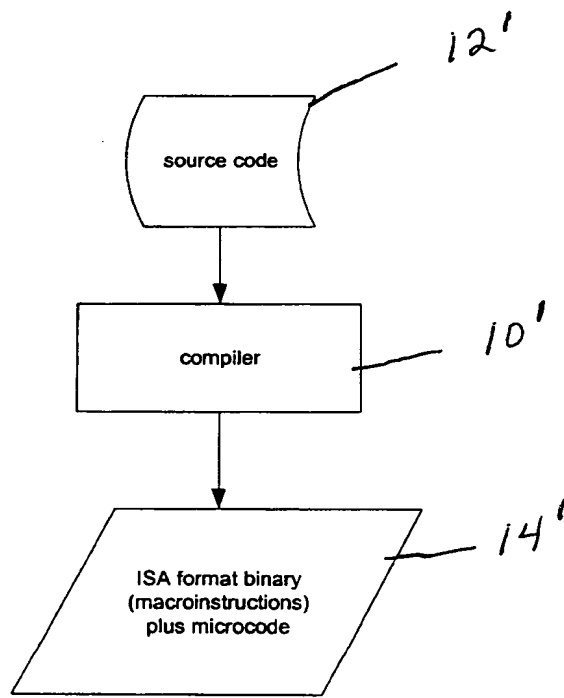 12'
source code
10'
compiler
14'
ISA format binary
(macroinstructions)
plus microcode